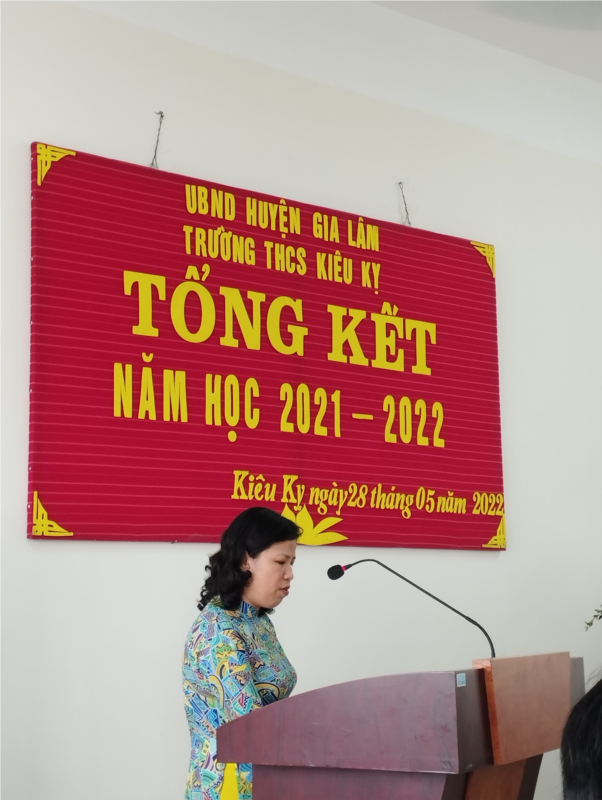 UBND HUYỆN GIA LÂM
TRƯỜNG THCS KIÊU KỴ
TỔNG KẾT
NĂM HỌC 2021 – 2022
Kiêu Kỵ ngày 28 tháng 05 năm 2022